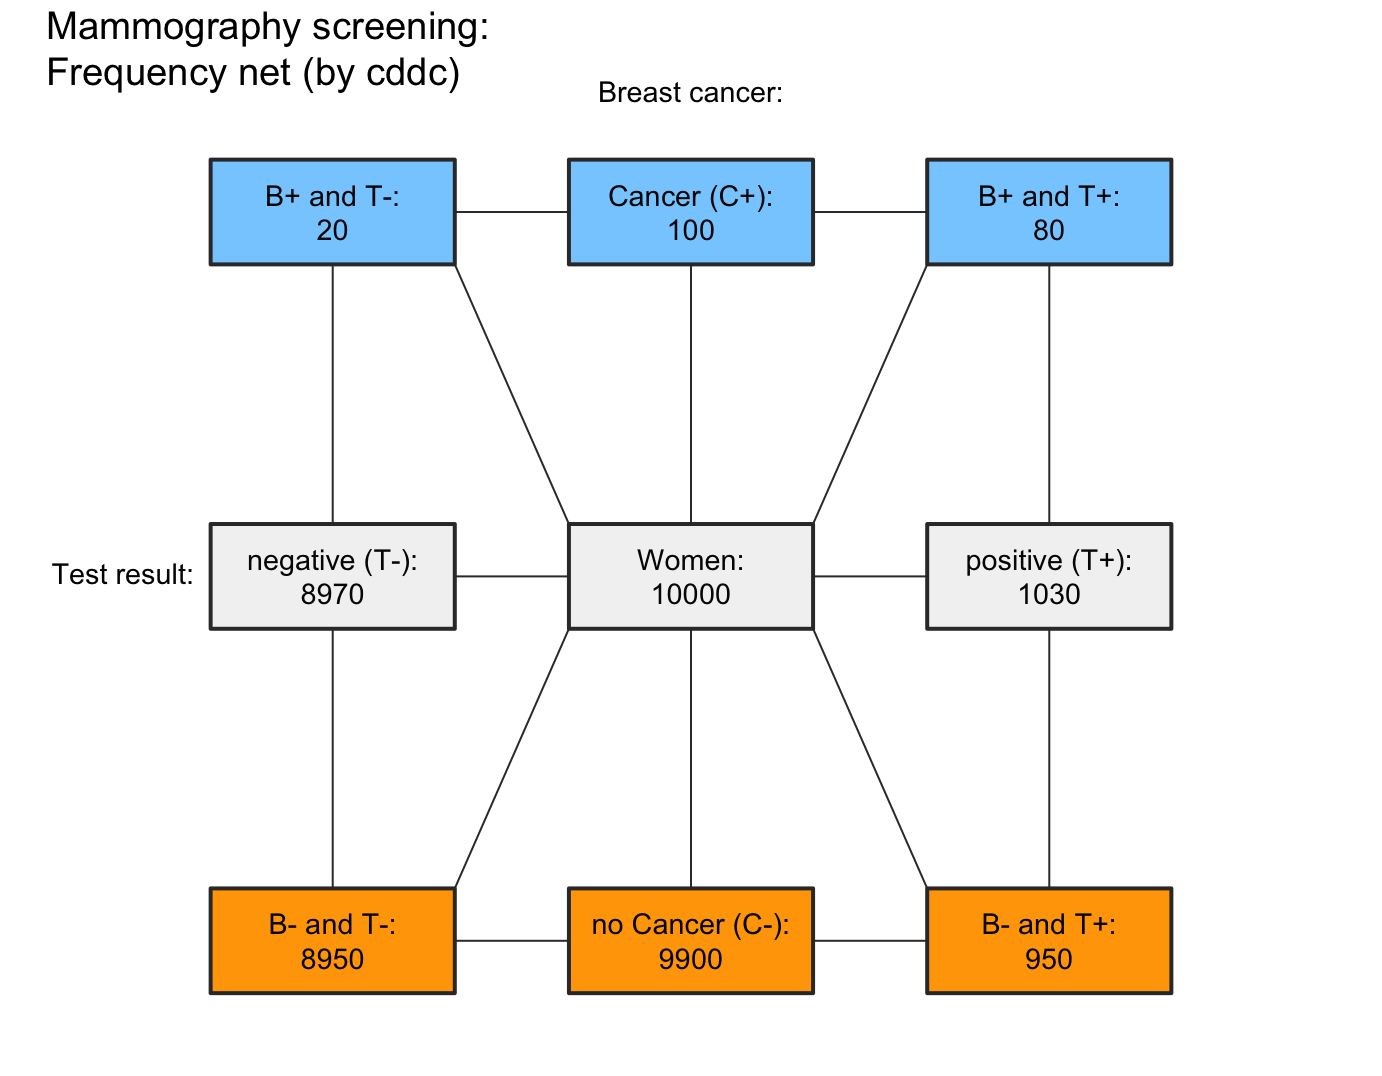 Mammography screening:
Frequency net (by cddc)
Breast cancer:
B+ and T-:
20
Cancer (C+):
100
B+ and T+:
80
Test result:
negative (T-):
8970
Women:
10000
positive (T+):
1030
B- and T-:
8950
no Cancer (C-):
9900
B- and T+:
950